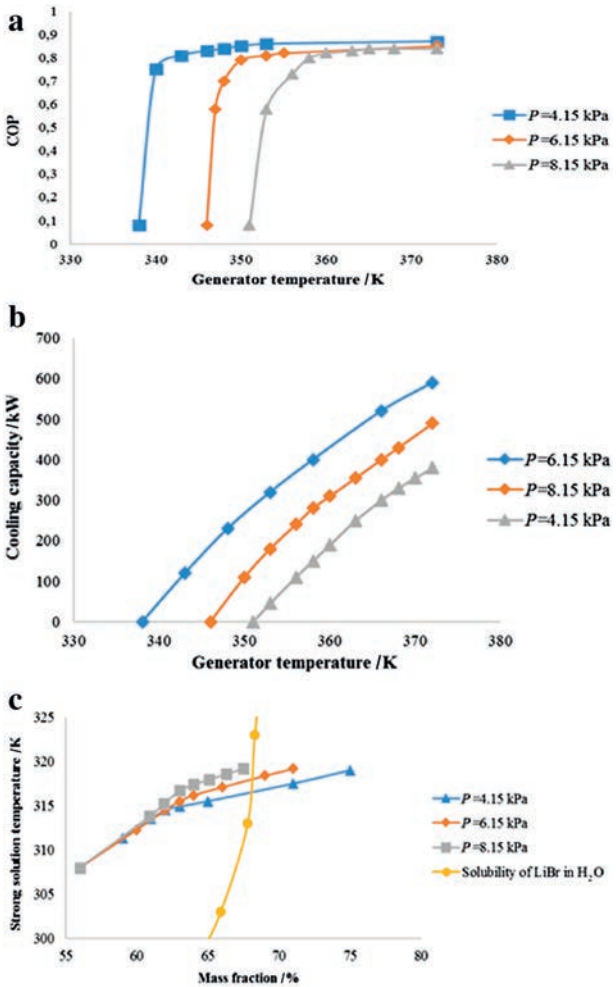 a
1
0,9
0,8
0,7
0,6
0,5
0,4
0,3
0,2
0,1
0
COP
330 340 350 360 370 380
Generator temperature /K
P=4.15 kPa
P=6.15 kPa
P=8.15 kPa
b
700
600
500
400
300
200
100
0
Cooling capacity /kW
330 340 350 360 370 380
Generator temperature /K
P=6.15 kPa
P=8.15 kPa
P=4.15 kPa
c
325
320
315
310
305
300
Strong solution temperature /K
55 60 65 70 75 80
Mass fraction /%
P=4.15 kPa
P=6.15 kPa
P=8.15 kPa
Solubility of LiBr in H₂O